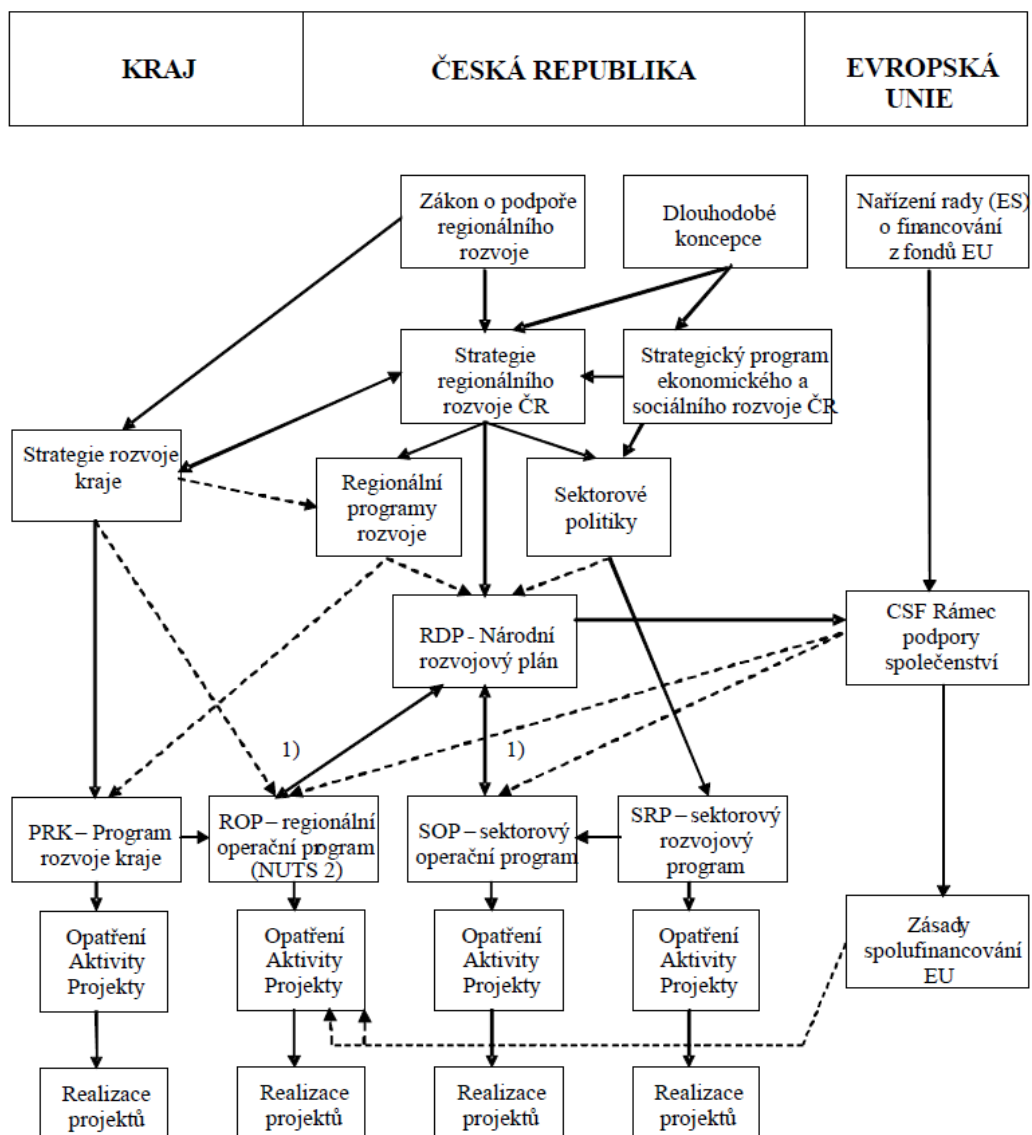 KRAJ
ČESKÁ REPUBLIKA
EVROPSKÁ
UNIE
Zákon o podpoře
regionálního
rozvoje
Dlouhodobé
koncepce
Nařízení rady (ES)
o financování
z fondů EU
Strategie
regionálního
rozvoje ČR
Strategický program
ekonomického a
sociálního rozvoje ČR
Strategie rozvoje
kraje
Regionální
programy
rozvoje
Sektorové
politiky
RDP - Národní
rozvojový plán
CSF Rámec
podpory
společenství
1)
1)
PRK – Program
rozvoje kraje
ROP – regionální
operační program
(NUTS 2)
SOP – sektorový
operační program
SRP – sektorový
rozvojový
program
Opatření
Aktivity
Projekty
Opatření
Aktivity
Projekty
Opatření
Aktivity
Projekty
Opatření
Aktivity
Projekty
Zásady
spolufinancování
EU
Realizace
projektů
Realizace
projektů
Realizace
projektů
Realizace
projektů